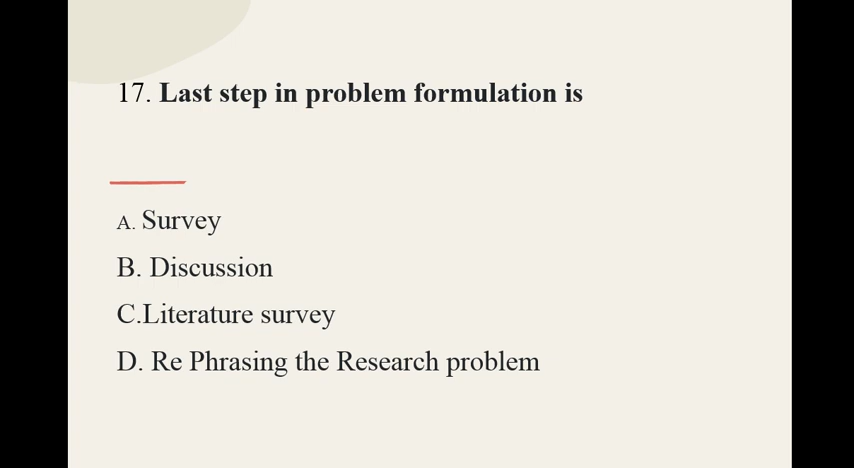 17. Last step in problem formulation is
A. Survey
B. Discussion
C.Literature survey
D. Re Phrasing the Research problem